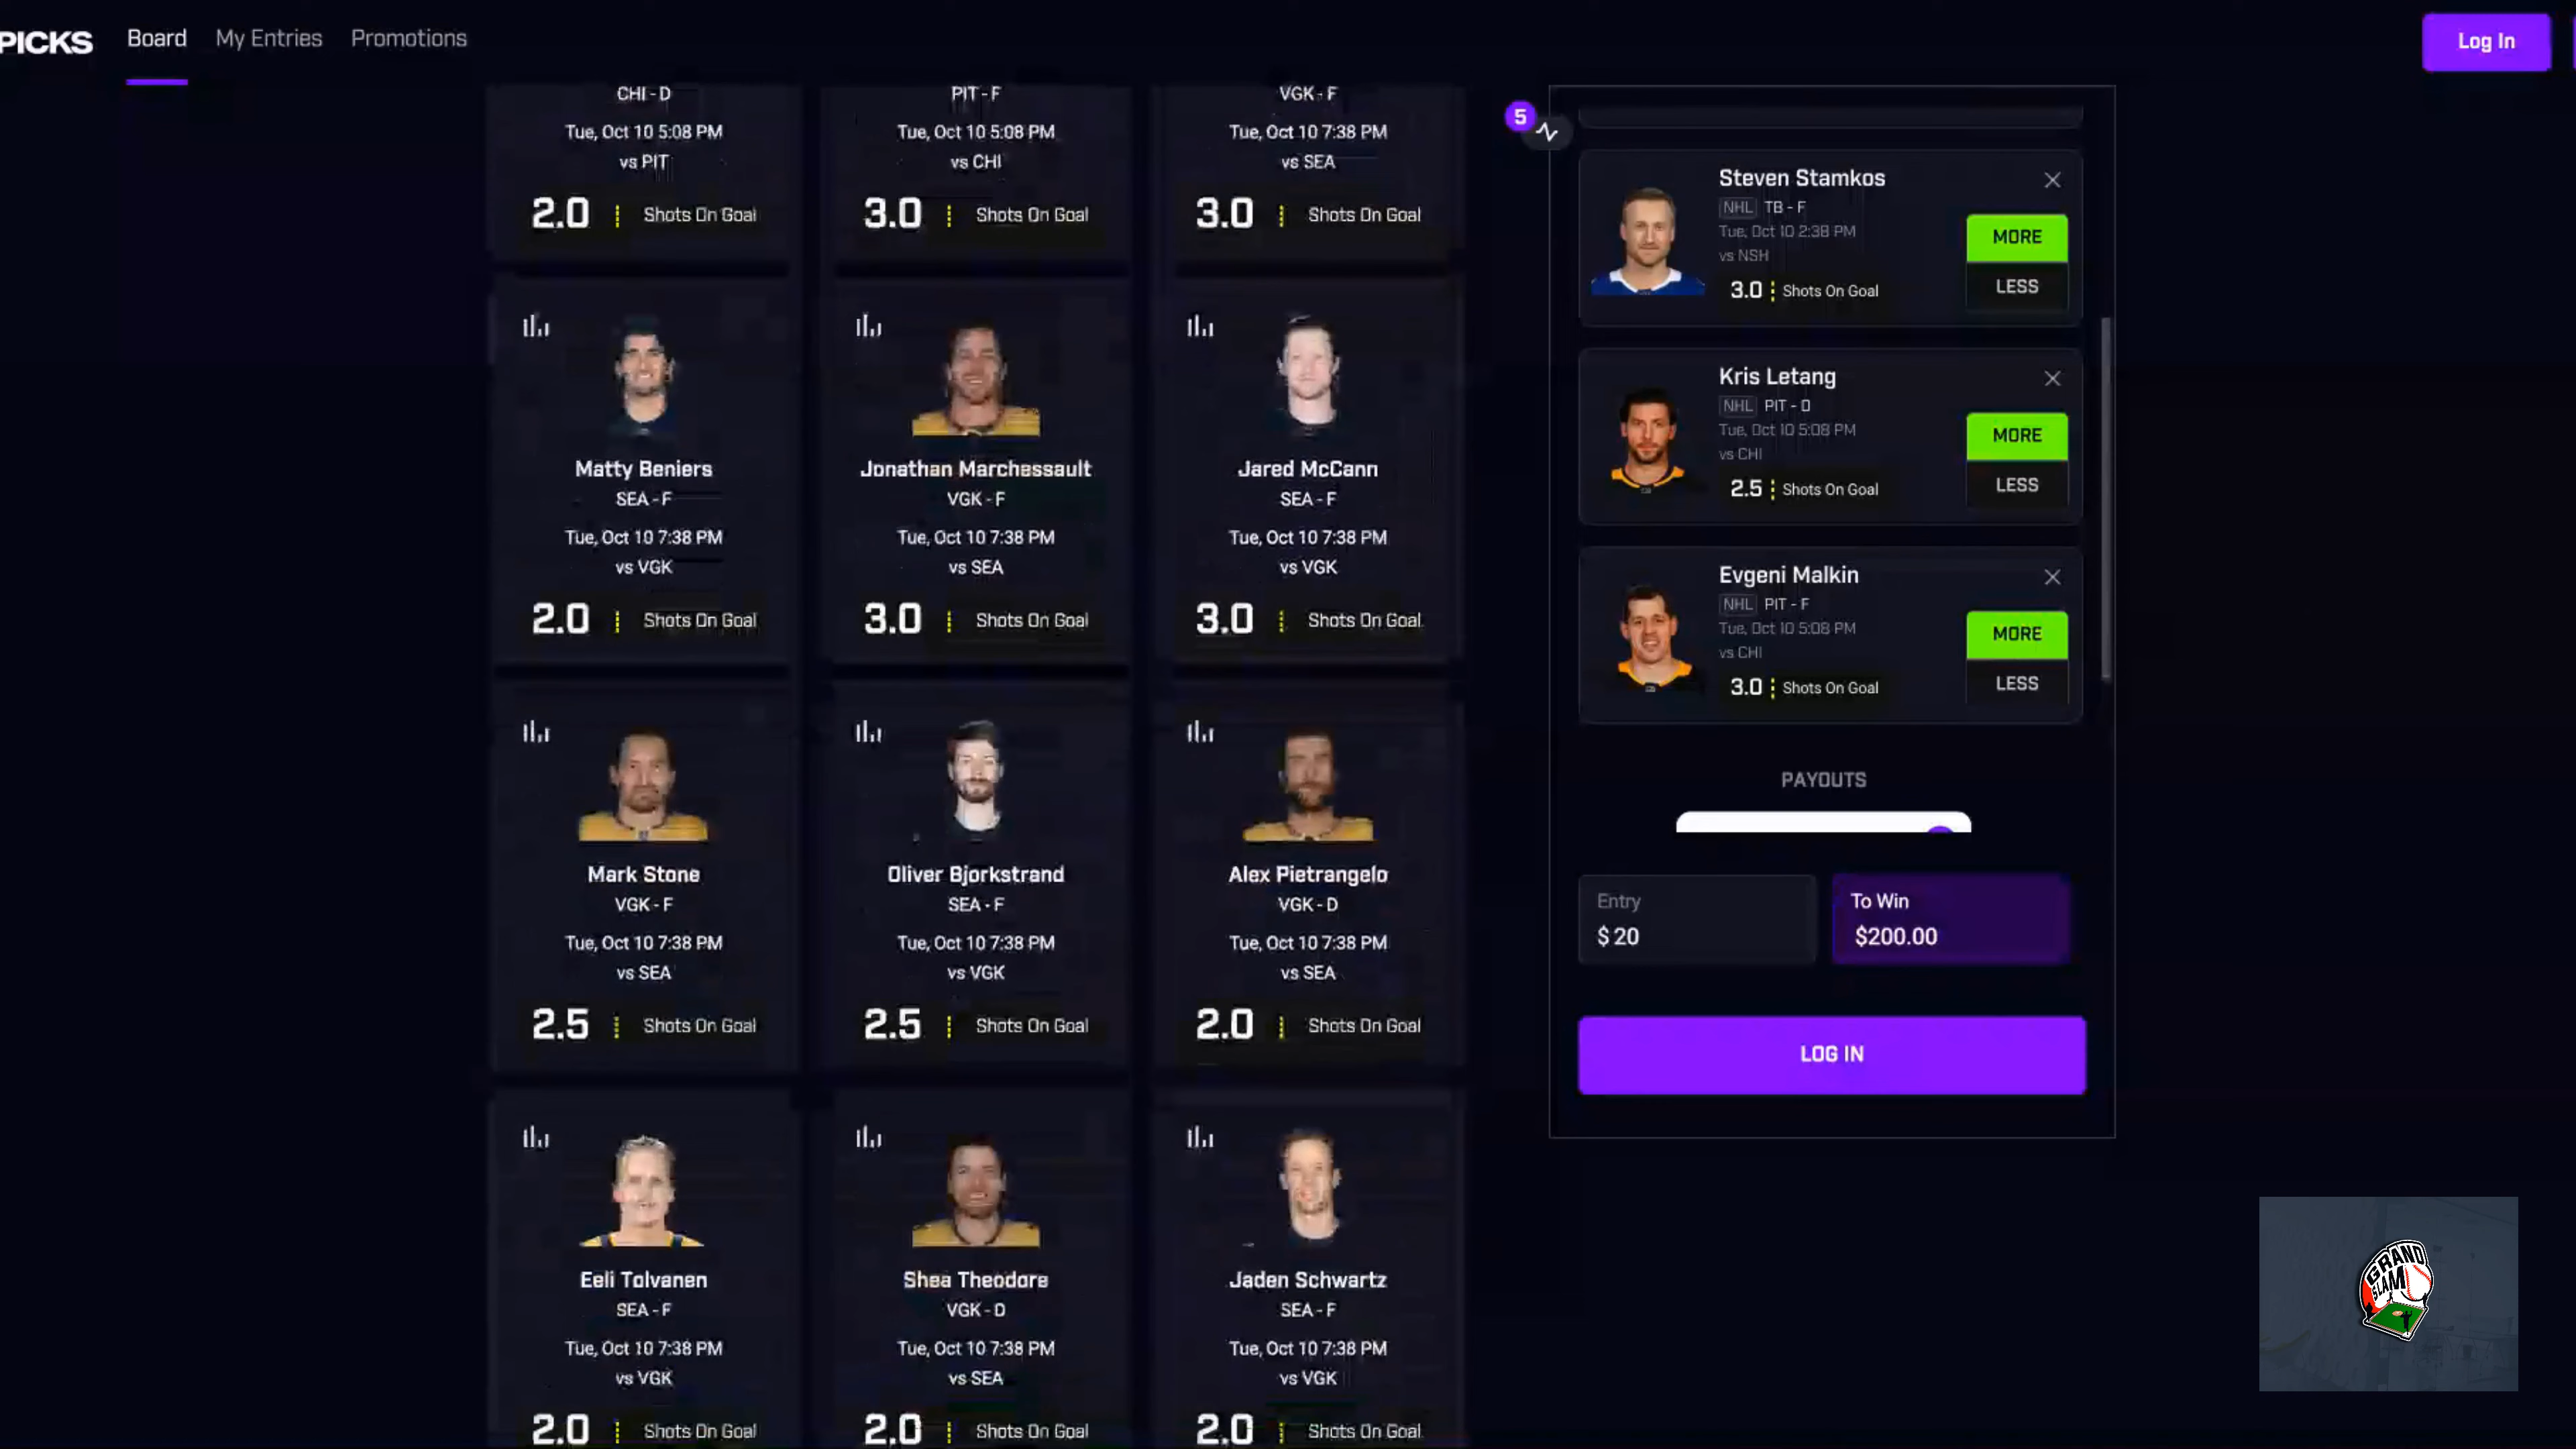 PICKS
Board
My Entries
Promotions
Log In
CHI - D
Tue, Oct 10 5:08 PM
vs PIT
2.0
Shots On Goal
PIT - F
Tue, Oct 10 5:08 PM
vs CHI
3.0
Shots On Goal
VGK - F
Tue, Oct 10 7:38 PM
vs SEA
3.0
Shots On Goal
Matty Beniers
SEA - F
Tue, Oct 10 7:38 PM
vs VGK
2.0
Shots On Goal
Jonathan Marchessault
VGK - F
Tue, Oct 10 7:38 PM
vs SEA
3.0
Shots On Goal
Jared McCann
SEA - F
Tue, Oct 10 7:38 PM
vs VGK
3.0
Shots On Goal
Mark Stone
VGK - F
Tue, Oct 10 7:38 PM
vs SEA
2.5
Shots On Goal
Oliver Bjorkstrand
SEA - F
Tue, Oct 10 7:38 PM
vs VGK
2.5
Shots On Goal
Alex Pietrangelo
VGK - D
Tue, Oct 10 7:38 PM
vs SEA
2.0
Shots On Goal
Eeli Tolvanen
SEA - F
Tue, Oct 10 7:38 PM
vs VGK
2.0
Shots On Goal
Shea Theodore
VGK - D
Tue, Oct 10 7:38 PM
vs SEA
2.0
Shots On Goal
Jaden Schwartz
SEA - F
Tue, Oct 10 7:38 PM
vs VGK
2.0
Shots On Goal
5
Steven Stamkos
NHL TB - F
Tue, Oct 10 2:38 PM
vs NSH
3.0
Shots On Goal
MORE
LESS
Kris Letang
NHL PIT - D
Tue, Oct 10 5:08 PM
vs CHI
2.5
Shots On Goal
MORE
LESS
Evgeni Malkin
NHL PIT - F
Tue, Oct 10 5:08 PM
vs CHI
3.0
Shots On Goal
MORE
LESS
PAYOUTS
Entry
$ 20
To Win
$200.00
LOG IN
GRAND
SLAM